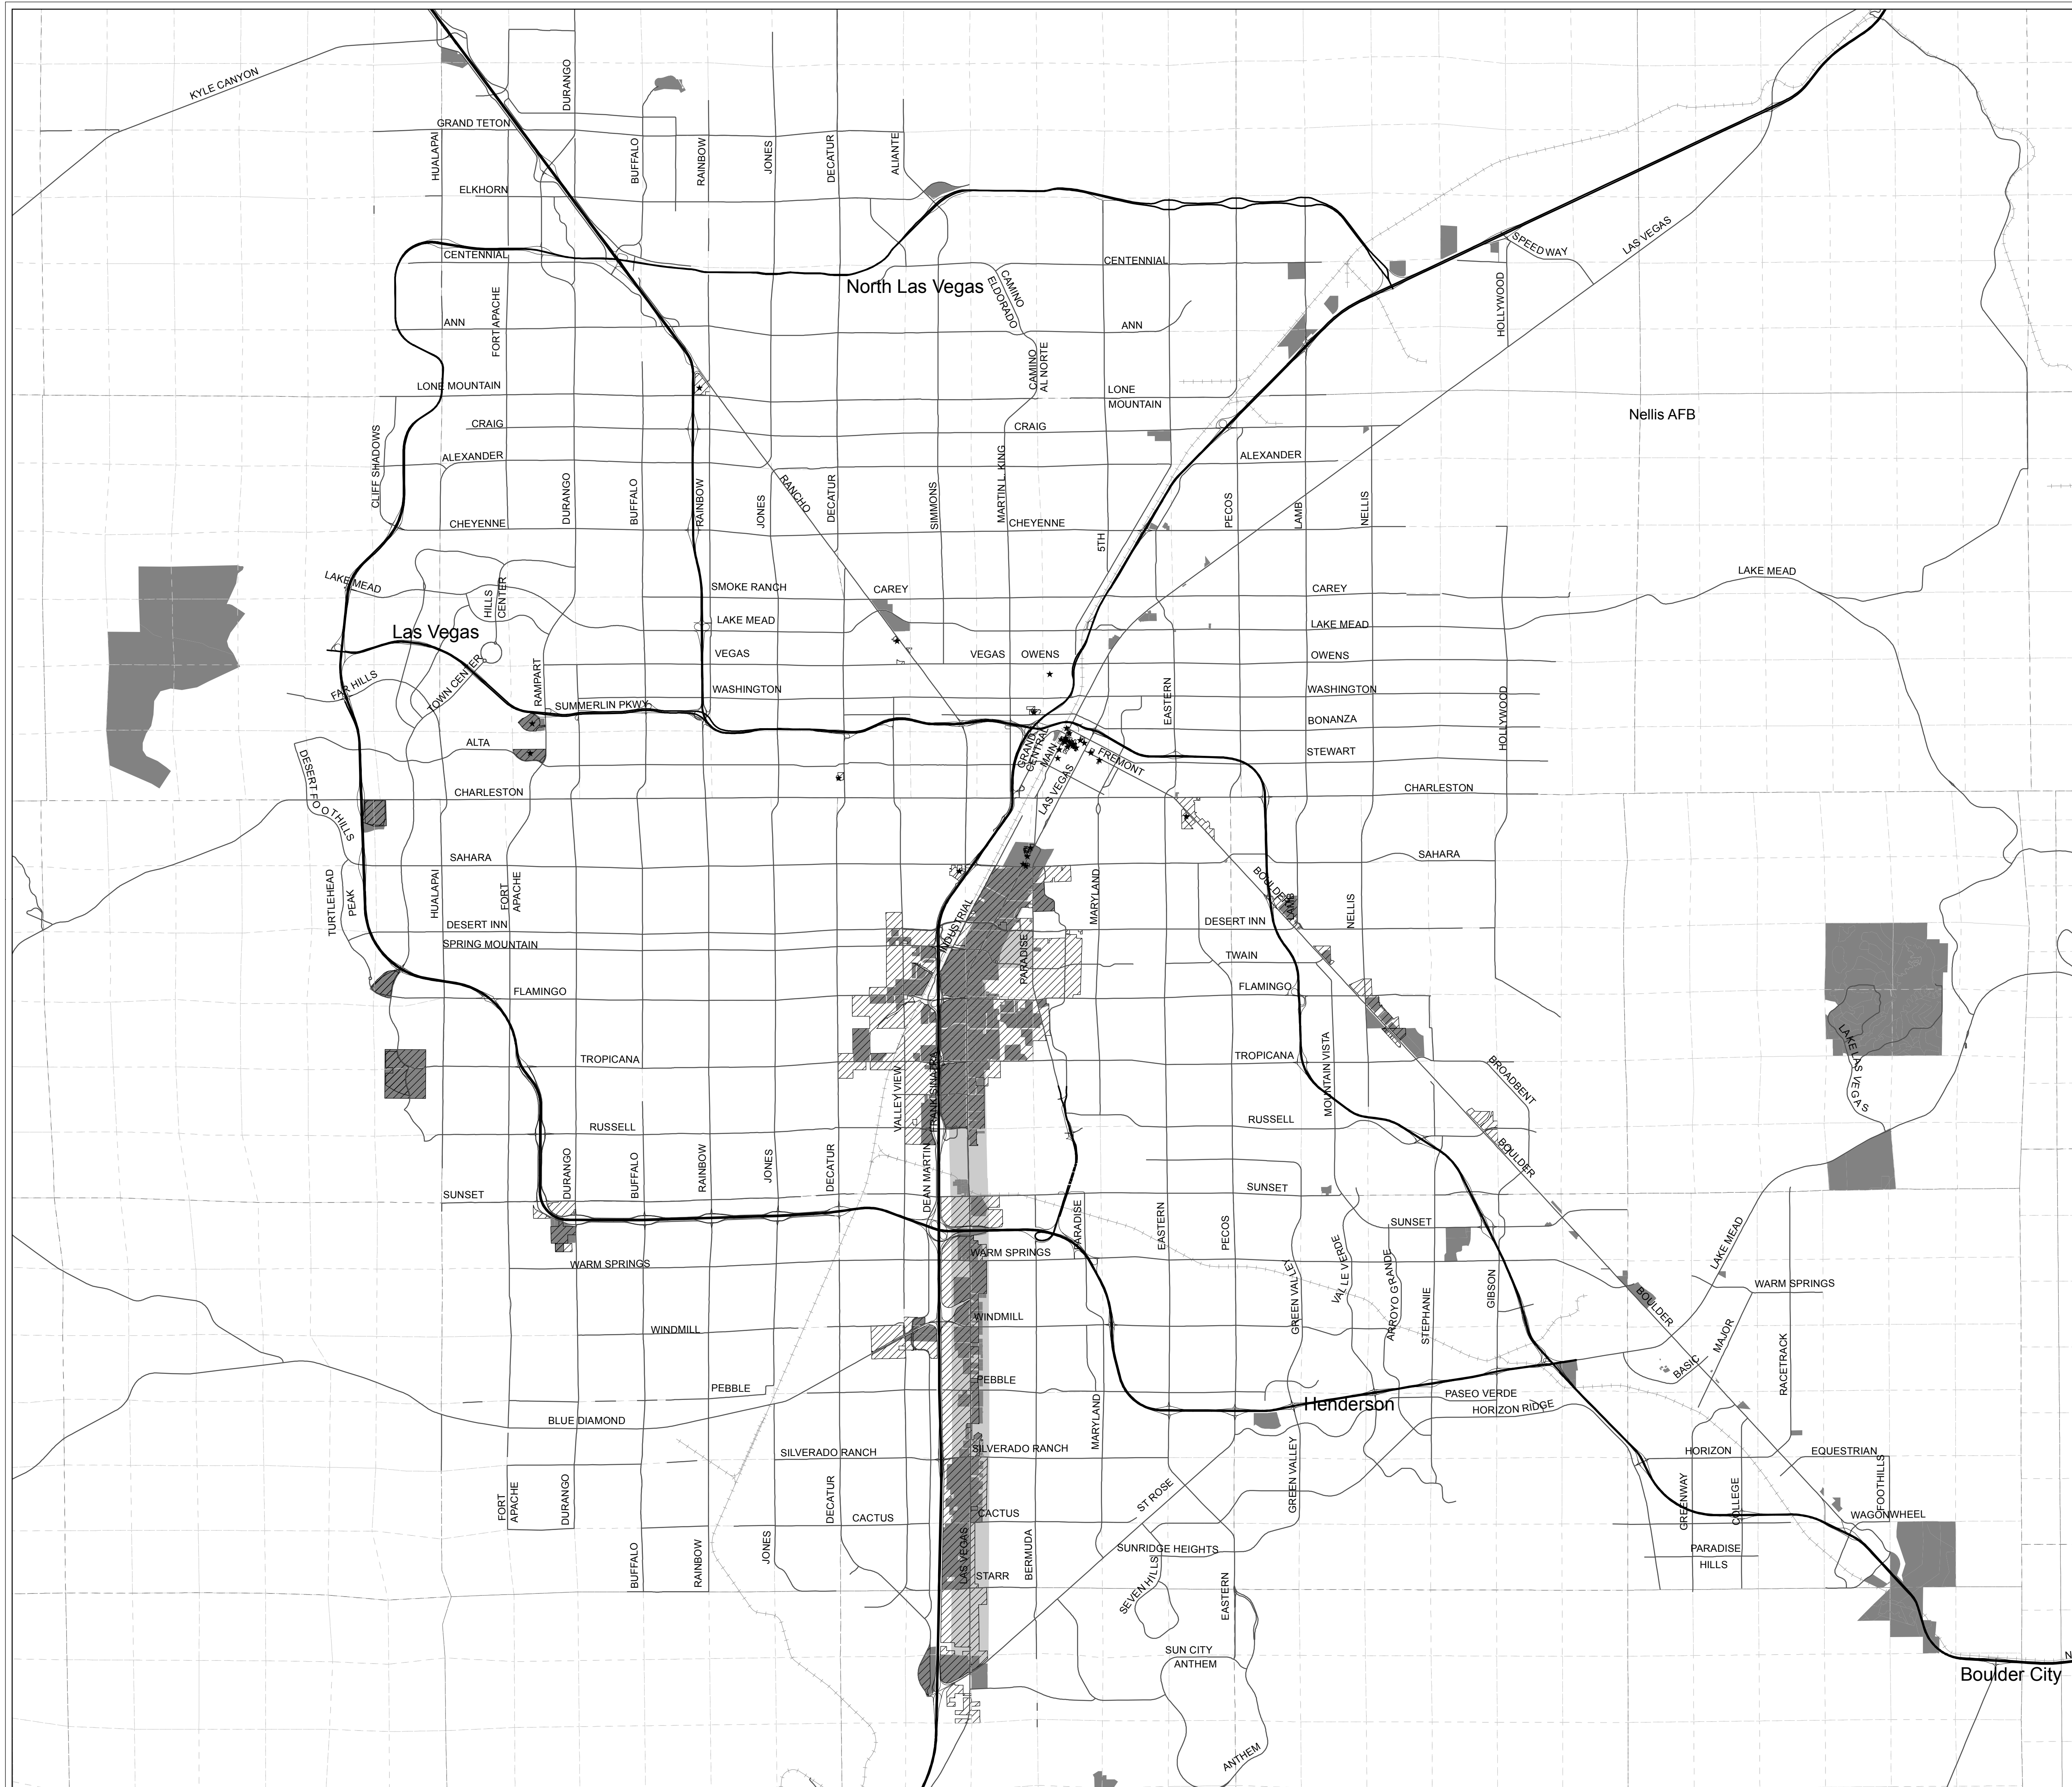 KYLE CANYON
DURANGO
GRAND TETON
HUALAPAI
BUFFALO
RAINBOW
JONES
DECATUR
ALIANTE
ELKHORN
SPEEDWAY
LAS VEGAS
CENTENNIAL
CENTENNIAL
North Las Vegas
CAMINO
ELDORADO
HOLLYWOOD
FORT APACHE
ANN
ANN
CAMINO
AL NORTE
LONE MOUNTAIN
LONE
MOUNTAIN
Nellis AFB
CRAIG
CRAIG
CLIFF SHADOWS
ALEXANDER
ALEXANDER
MARTIN L. KING
RANCHO
DURANGO
BUFFALO
RAINBOW
JONES
DECATUR
SIMMONS
PECOS
LAMB
NELLIS
CHEYENNE
CHEYENNE
5TH
LAKE MEAD
LAKE MEAD
HILLS
CENTER
SMOKE RANCH
CAREY
CAREY
LAKE MEAD
LAKE MEAD
Las Vegas
VEGAS
VEGAS
OWENS
OWENS
TOWN CENTER
RAMPART
FAR HILLS
WASHINGTON
WASHINGTON
SUMMERLIN PKWY
EASTERN
HOLLYWOOD
BONANZA
ALTA
GRAND
CENTRAL
MAIN
FREMONT
STEWART
DESERT FOOTHILLS
LAS VEGAS
CHARLESTON
CHARLESTON
SAHARA
SAHARA
TURTLEHEAD
PEAK
HUALAPAI
FORT
APACHE
MARYLAND
BOULDER
LAMB
NELLIS
INDUSTRIAL
DESERT INN
DESERT INN
SPRING MOUNTAIN
PARADISE
TWAIN
FLAMINGO
FLAMINGO
TROPICANA
TROPICANA
MOUNTAIN VISTA
LAKE LAS VEGAS
BROADBENT
VALLEY VIEW
FRANK SINATRA
RUSSELL
RUSSELL
BOULDER
DURANGO
BUFFALO
RAINBOW
JONES
DECATUR
DEAN MARTIN
SUNSET
SUNSET
SUNSET
PARADISE
EASTERN
PECOS
LAKE MEAD
WARM SPRINGS
WARM SPRINGS
WARM SPRINGS
GREEN VALLEY
VAL LE VERDE
ARROYO GRANDE
STEPHANIE
GIBSON
BOULDER
WINDMILL
WINDMILL
MAJOR
BASIC
RACETRACK
PEBBLE
PEBBLE
PASEO VERDE
Henderson
HORIZON RIDGE
BLUE DIAMOND
MARYLAND
SILVERADO RANCH
SILVERADO RANCH
HORIZON
EQUESTRIAN
GREEN VALLEY
FORT
APACHE
DURANGO
DECATUR
ST ROSE
GREENWAY
COLLEGE
FOOTHILLS
CACTUS
CACTUS
WAGONWHEEL
BUFFALO
RAINBOW
JONES
LAS VEGAS
BERMUDA
SUNRIDGE HEIGHTS
PARADISE
HILLS
STARR
SEVEN HILLS
EASTERN
SUN CITY
ANTHEM
Boulder City
ANTHEM